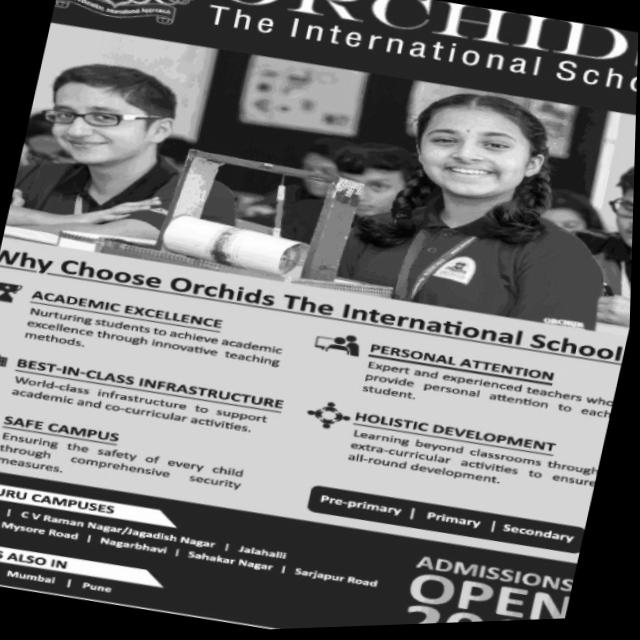 ORCHIDS
The International Scho
Why Choose Orchids The International School
ACADEMIC EXCELLENCE
Nurturing students to achieve academic
excellence through innovative teaching
methods.
BEST-IN-CLASS INFRASTRUCTURE
World-class infrastructure to support
academic and co-curricular activities.
SAFE CAMPUS
Ensuring the safety of every child
through comprehensive security
measures.
PERSONAL ATTENTION
Expert and experienced teachers who
provide personal attention to each
student.
HOLISTIC DEVELOPMENT
Learning beyond classrooms through
extra-curricular activities to ensure
all-round development.
Pre-primary | Primary | Secondary
URU CAMPUSES
| C V Raman Nagar/Jagadish Nagar | Jalahalli
Mysore Road | Nagarbhavi | Sahakar Nagar | Sarjapur Road
S ALSO IN
Mumbai | Pune
ADMISSIONS
OPEN